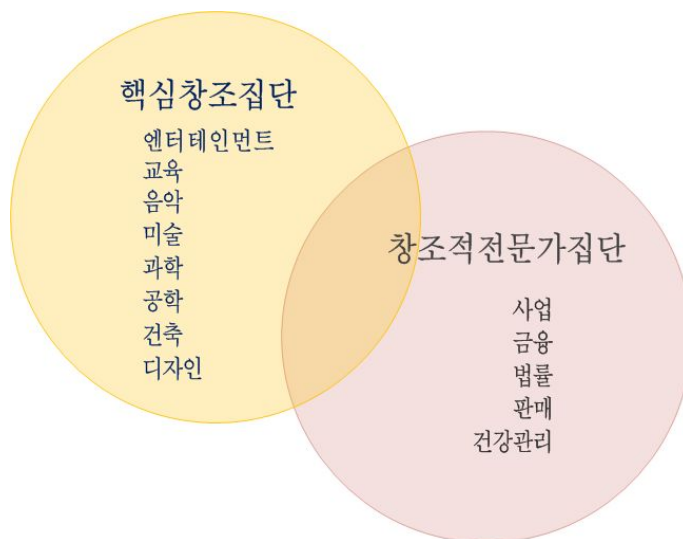 핵심창조집단
엔터테인먼트
교육
음악
미술
과학
공학
건축
디자인
창조적전문가집단
사업
금융
법률
판매
건강관리